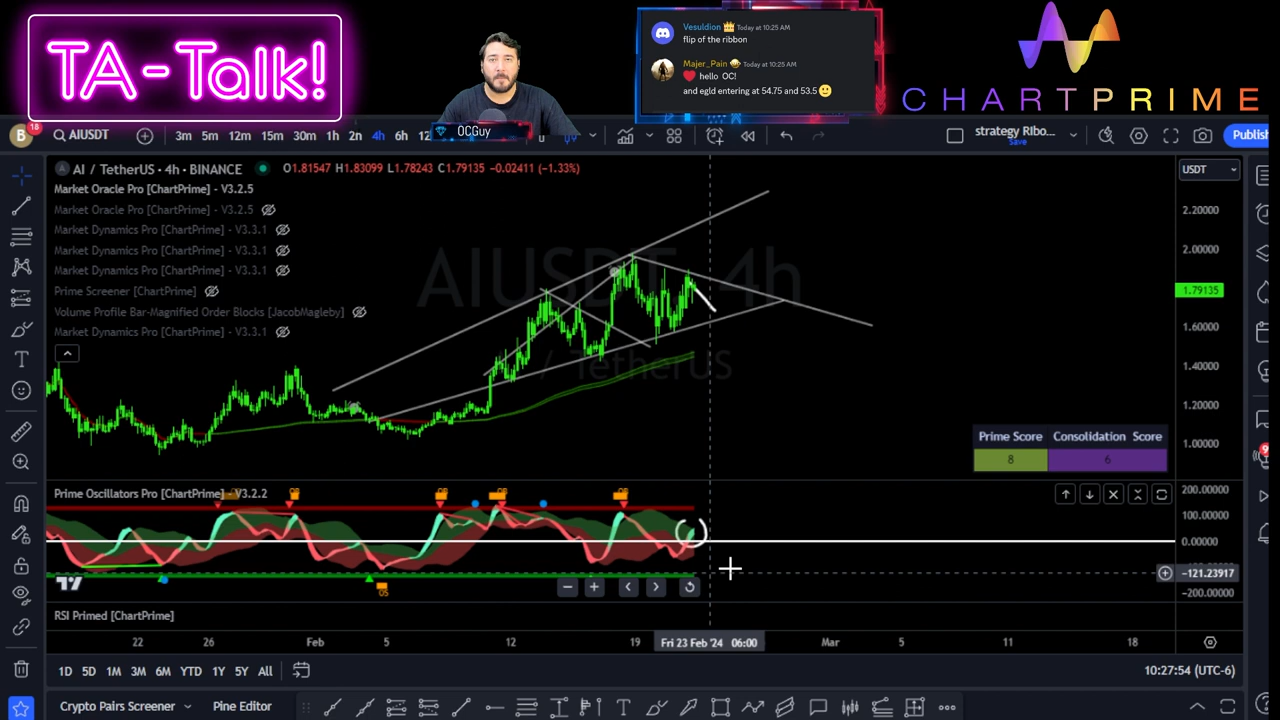 TA-Talk!
Vesuldion Today at 10:25 AM
flip of the ribbon
Majer_Pain Today at 10:25 AM
hello OC!
and egld entering at 54.75 and 53.5
CHARTPRIME
OCGuy
B 18 AIUSDT 3m 5m 12m 15m 30m 1h 2h 4h 6h strategy RIbo... Save Publish
AI / TetherUS · 4h · BINANCE O1.81547 H1.83099 L1.78243 C1.79135 −0.02411 (−1.33%) USDT
Market Oracle Pro [ChartPrime] - V3.2.5
Market Oracle Pro [ChartPrime] - V3.2.5
Market Dynamics Pro [ChartPrime] - V3.3.1
Market Dynamics Pro [ChartPrime] - V3.3.1
Market Dynamics Pro [ChartPrime] - V3.3.1
Prime Screener [ChartPrime]
Volume Profile Bar-Magnified Order Blocks [JacobMagleby]
Market Dynamics Pro [ChartPrime] - V3.3.1
AIUSDT, 4h
/ TetherUS
2.20000
2.00000
1.79135
1.60000
1.40000
1.20000
1.00000
Prime Score Consolidation Score
8 6
Prime Oscillators Pro [ChartPrime] - V3.2.2
OS
200.00000
100.00000
0.00000
−121.23917
−200.00000
RSI Primed [ChartPrime]
22 26 Feb 5 12 19 Fri 23 Feb '24 06:00 Mar 5 11 18
1D 5D 1M 3M 6M YTD 1Y 5Y All 10:27:54 (UTC-6)
Crypto Pairs Screener Pine Editor